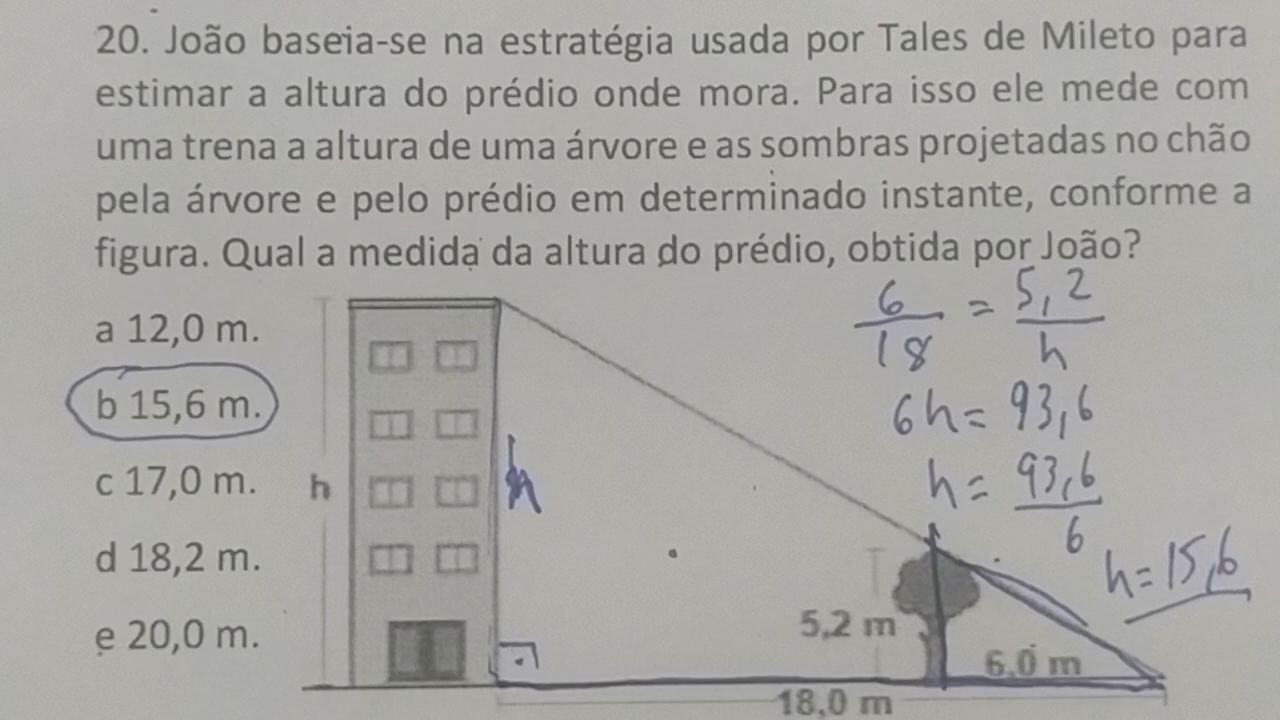 20. João baseia-se na estratégia usada por Tales de Mileto para
estimar a altura do prédio onde mora. Para isso ele mede com
uma trena a altura de uma árvore e as sombras projetadas no chão
pela árvore e pelo prédio em determinado instante, conforme a
figura. Qual a medida da altura do prédio, obtida por João?
a 12,0 m.
b 15,6 m.
c 17,0 m.
d 18,2 m.
e 20,0 m.
h
h
5,2 m
6,0 m
18,0 m
6/18 = 5,2/h
6h = 93,6
h = 93,6/6
h = 15,6